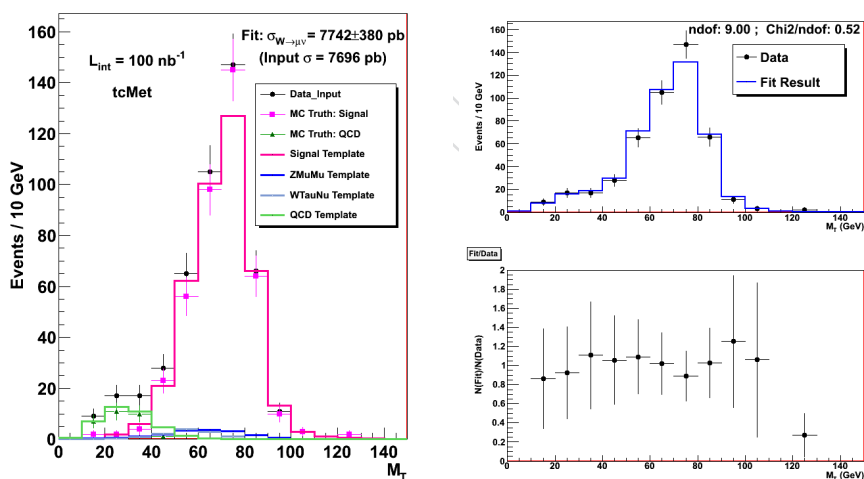 Fit: σW→μν = 7742±380 pb
(Input σ = 7696 pb)
Lint = 100 nb-1
tcMet
Data_Input
MC Truth: Signal
MC Truth: QCD
Signal Template
ZMuMu Template
WTauNu Template
QCD Template
Events / 10 GeV
160
140
120
100
80
60
40
20
0
0 20 40 60 80 100 120 140
MT
ndof: 9.00 ; Chi2/ndof: 0.52
Data
Fit Result
Events / 10 GeV
160
140
120
100
80
60
40
20
0
0 20 40 60 80 100 120 140
MT (GeV)
Fit/Data
N(Fit)/N(Data)
2
1.8
1.6
1.4
1.2
1
0.8
0.6
0.4
0.2
0
0 20 40 60 80 100 120 140
(GeV)